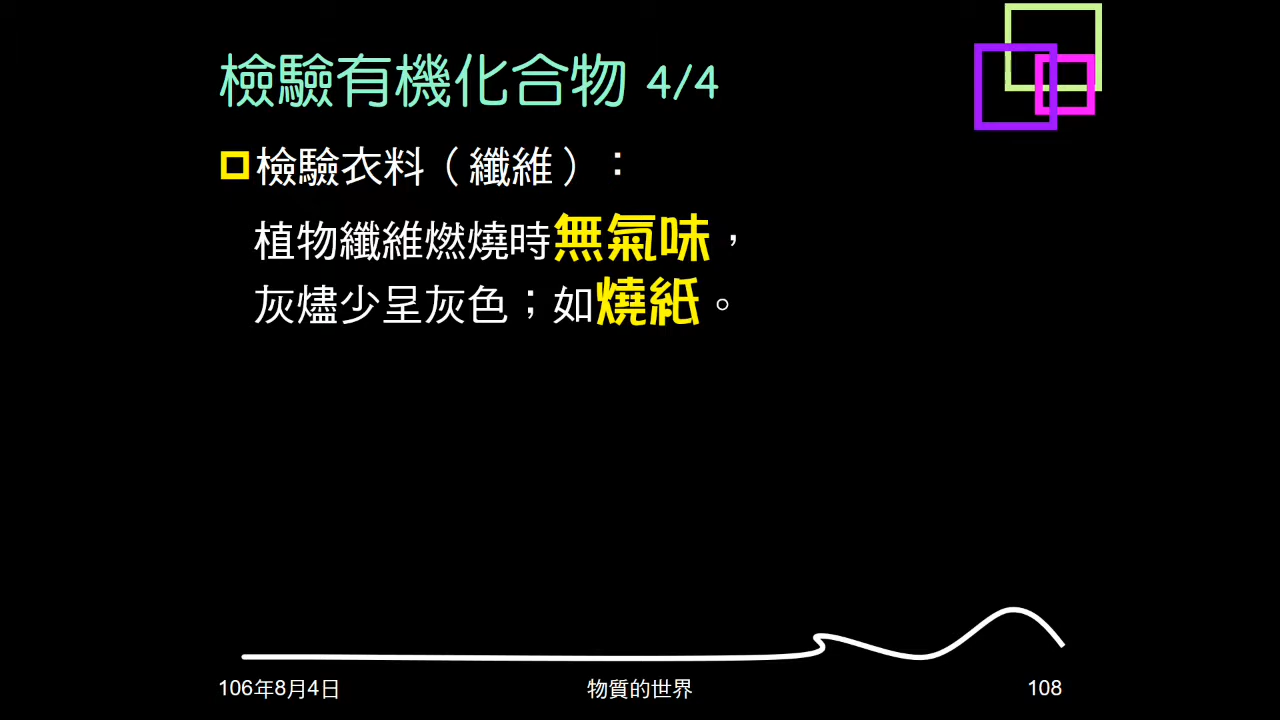 檢驗有機化合物 4/4
檢驗衣料（纖維）：
植物纖維燃燒時無氣味，
灰燼少呈灰色；如燒紙。
106年8月4日
物質的世界
108